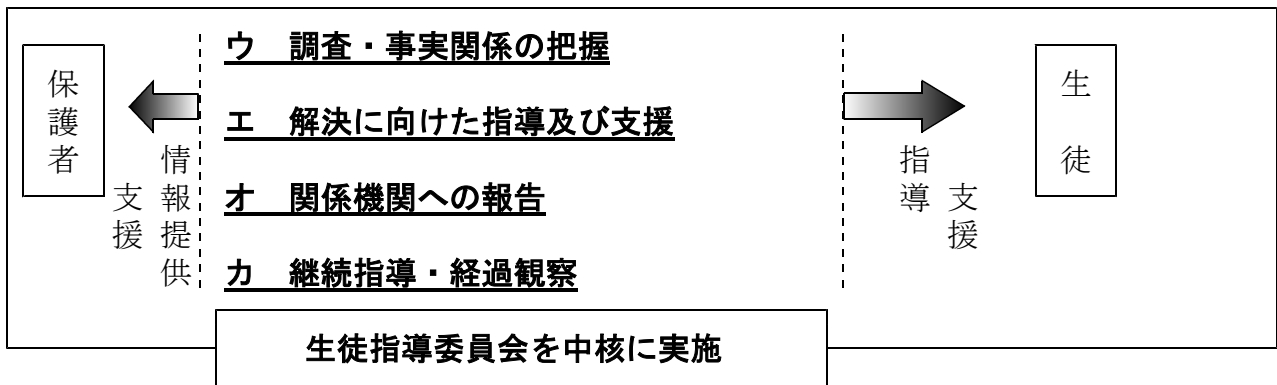 保護者
情報提供
支援
ウ 調査・事実関係の把握
エ 解決に向けた指導及び支援
オ 関係機関への報告
カ 継続指導・経過観察
指導
支援
生徒
生徒指導委員会を中核に実施